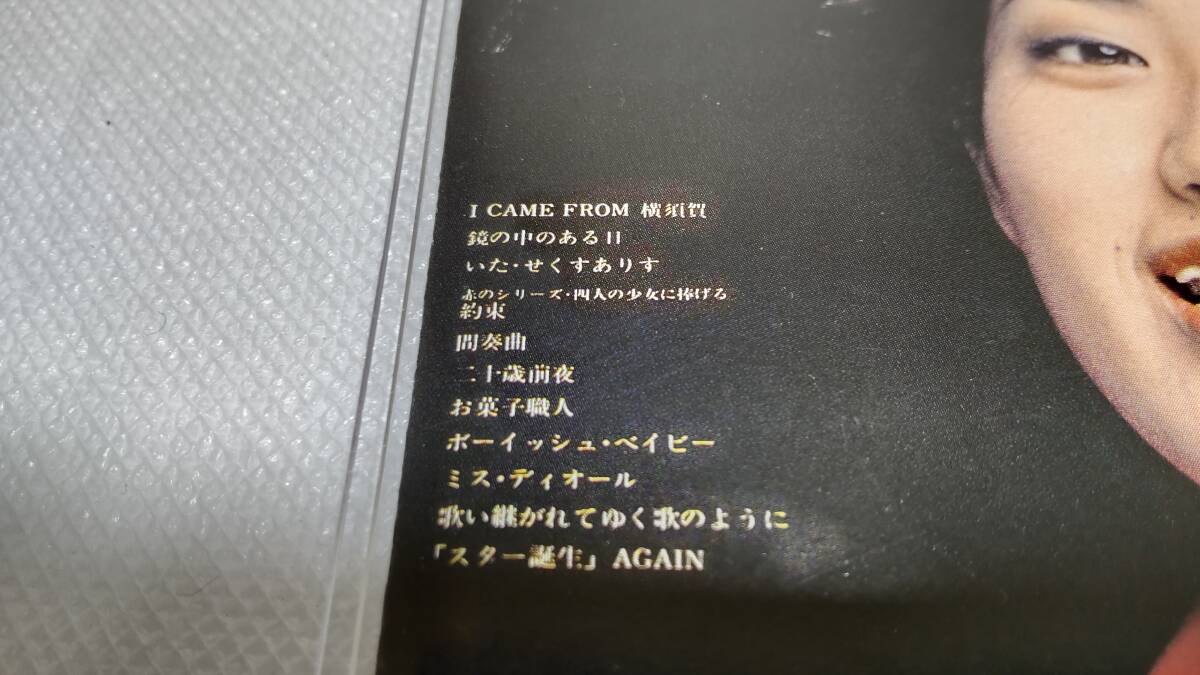 I CAME FROM 横須賀
鏡の中のある日
いた・せくすありす
赤のシリーズ・四人の少女に捧げる
約束
間奏曲
二十歳前夜
お菓子職人
ボーイッシュ・ベイビー
ミス・ディオール
歌い継がれてゆく歌のように
「スター誕生」AGAIN